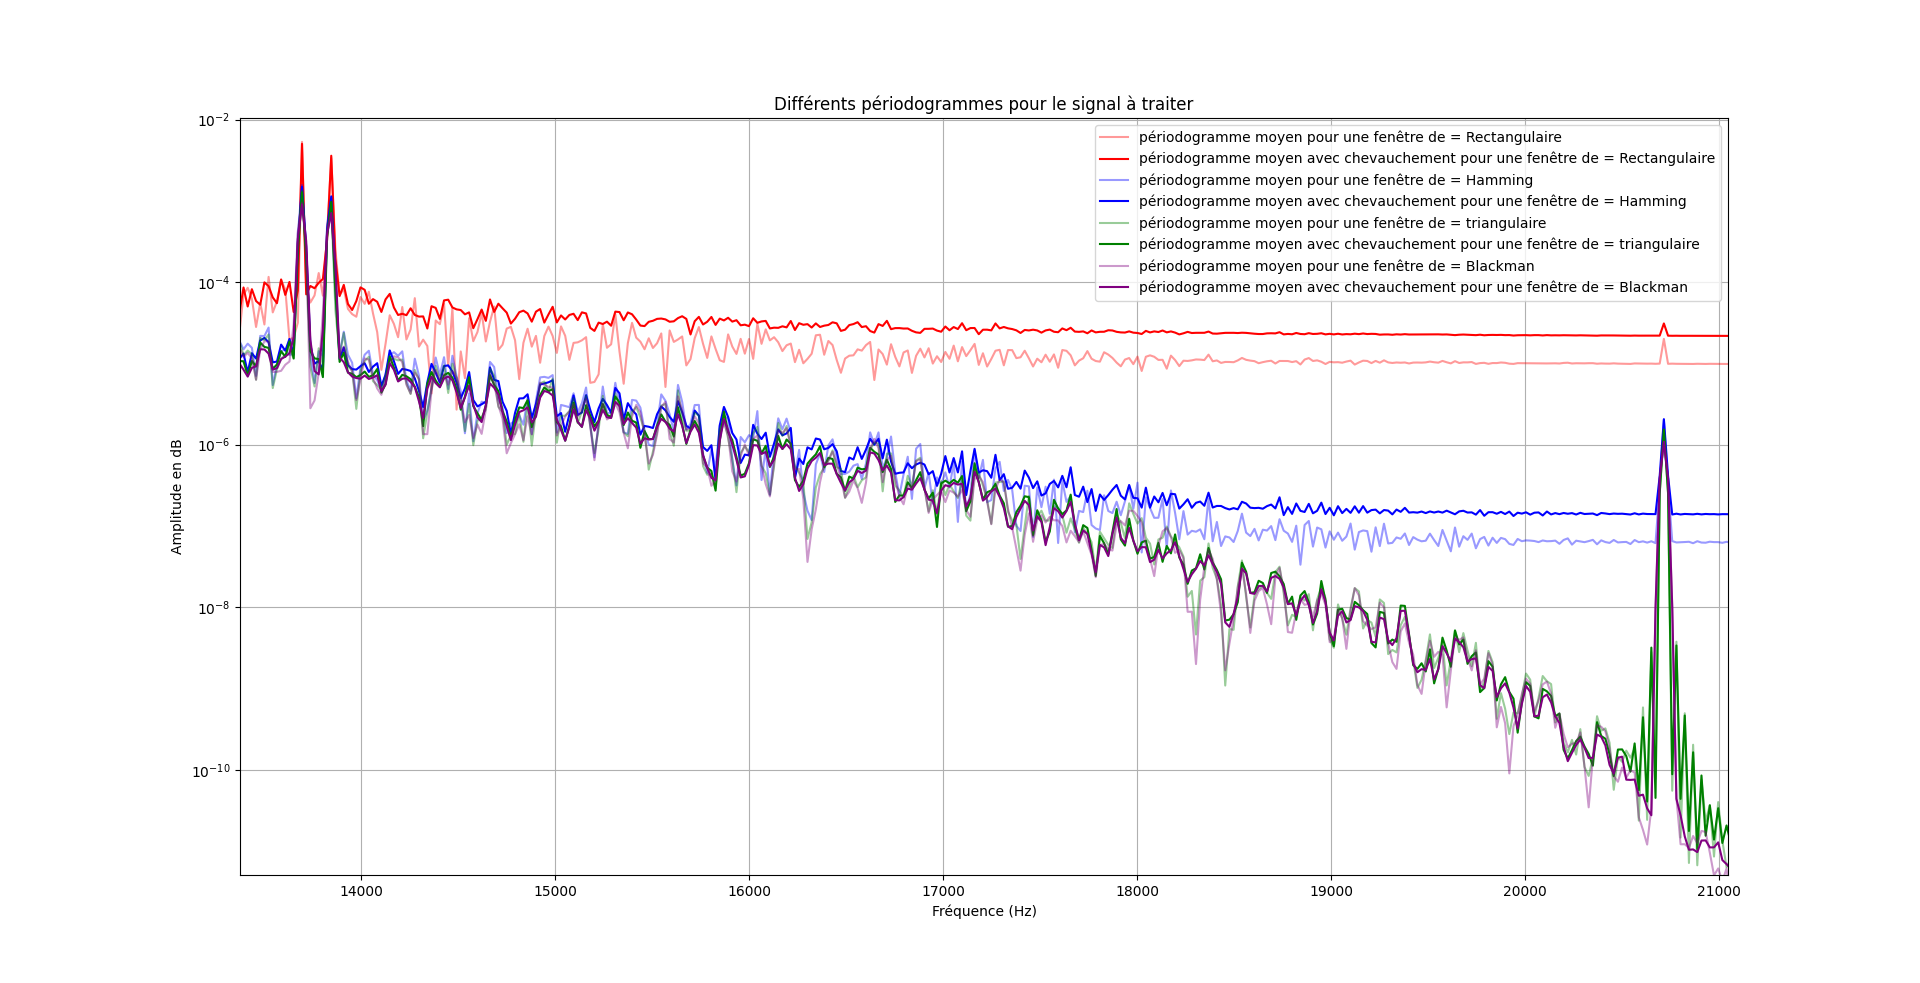 Différents périodogrammes pour le signal à traiter
périodogramme moyen pour une fenêtre de = Rectangulaire
périodogramme moyen avec chevauchement pour une fenêtre de = Rectangulaire
périodogramme moyen pour une fenêtre de = Hamming
périodogramme moyen avec chevauchement pour une fenêtre de = Hamming
périodogramme moyen pour une fenêtre de = triangulaire
périodogramme moyen avec chevauchement pour une fenêtre de = triangulaire
périodogramme moyen pour une fenêtre de = Blackman
périodogramme moyen avec chevauchement pour une fenêtre de = Blackman
Amplitude en dB
10⁻²
10⁻⁴
10⁻⁶
10⁻⁸
10⁻¹⁰
14000 15000 16000 17000 18000 19000 20000 21000
Fréquence (Hz)